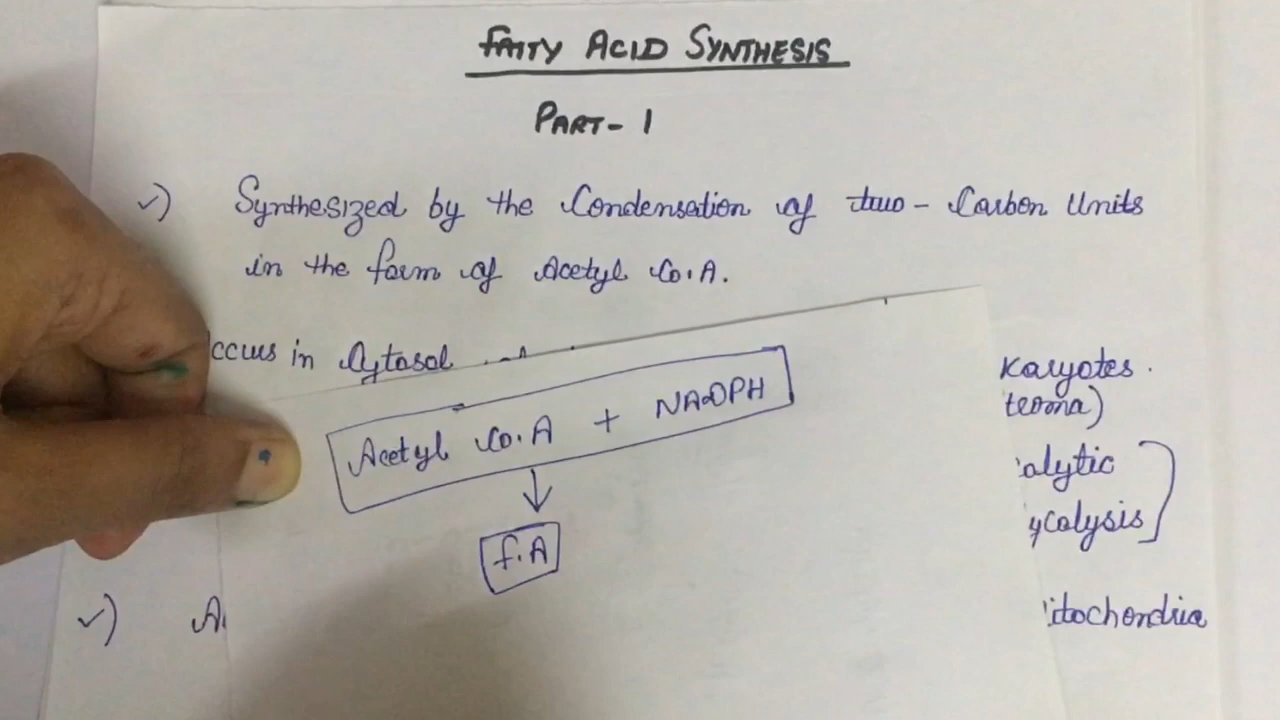 FATTY ACID SYNTHESIS
PART-1
Synthesized by the Condensation of two-Carbon Units
in the form of Acetyl Co.A.
ccurs in Cytosol
karyotes.
teoma)
Acetyl Co.A + NADPH
alytic
ycolysis
F.A
A
itochondria